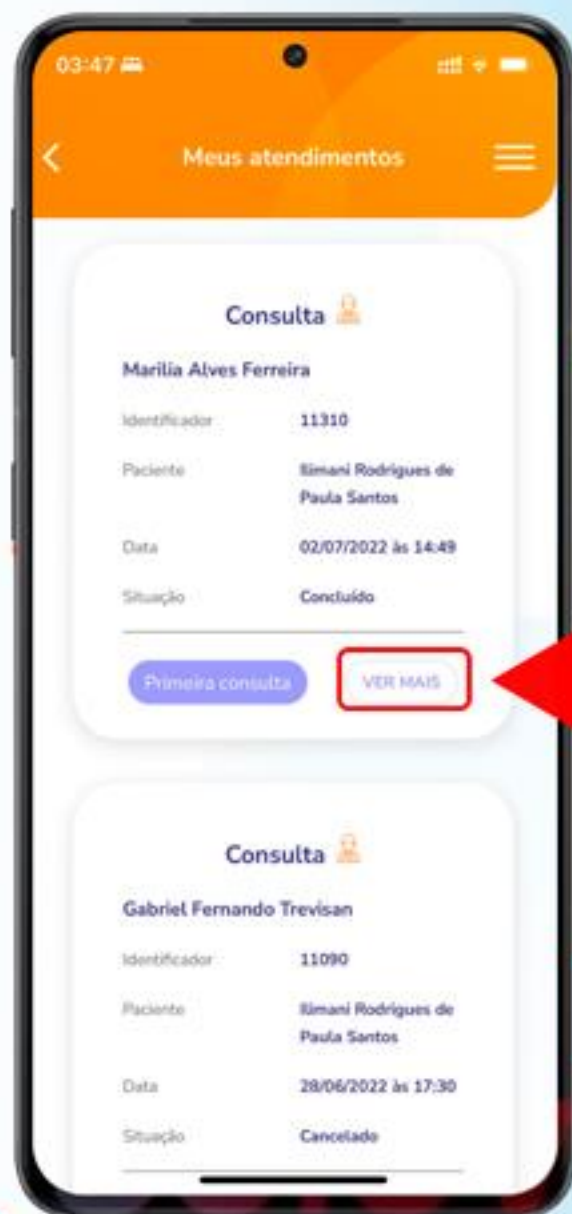 03:47
Meus atendimentos
Consulta
Marilia Alves Ferreira
Identificador 11310
Paciente Ilimani Rodrigues de
Paula Santos
Data 02/07/2022 às 14:49
Situação Concluído
Primeira consulta VER MAIS
Consulta
Gabriel Fernando Trevisan
Identificador 11090
Paciente Ilimani Rodrigues de
Paula Santos
Data 28/06/2022 às 17:30
Situação Cancelado